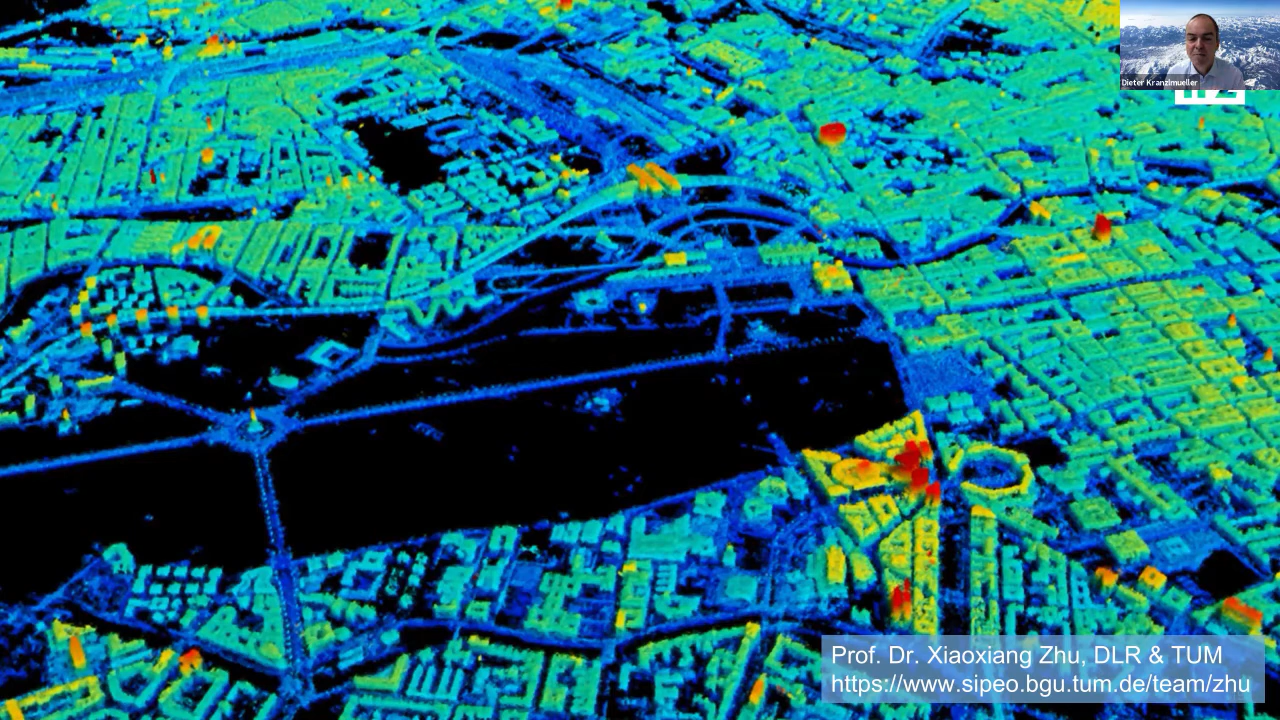 Dieter Kranzlmueller
Prof. Dr. Xiaoxiang Zhu, DLR & TUM
https://www.sipeo.bgu.tum.de/team/zhu